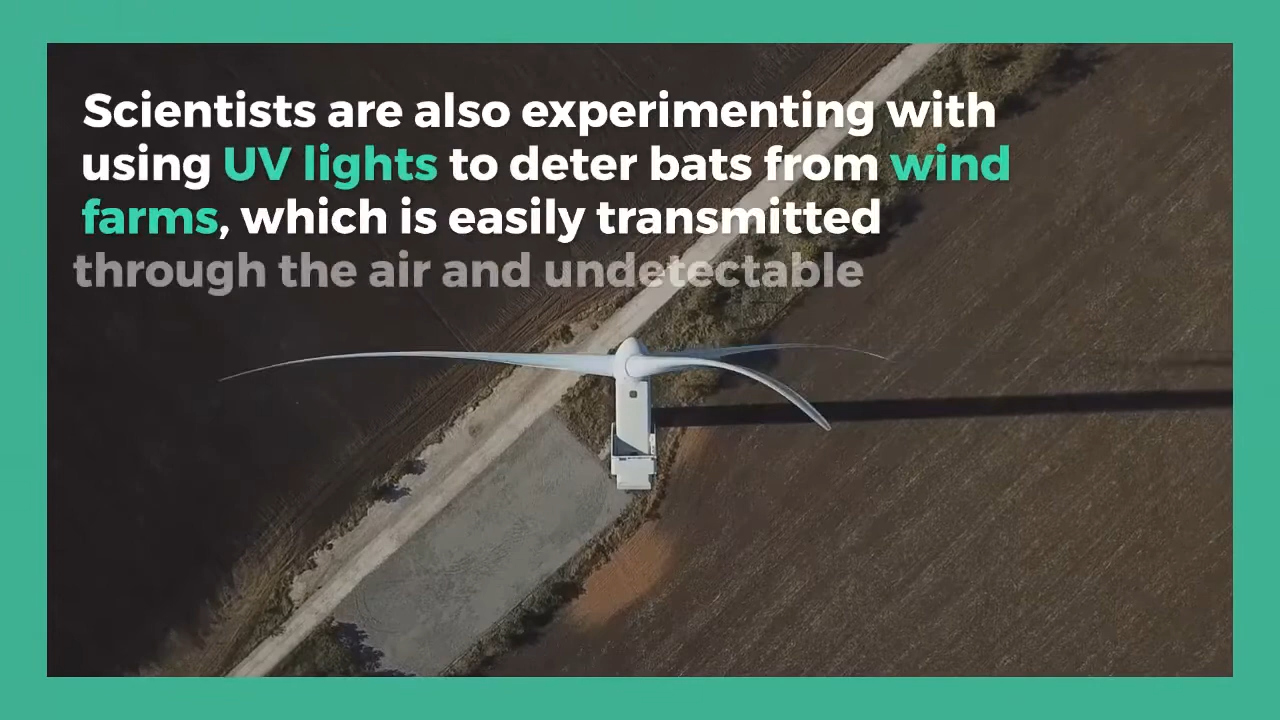 Scientists are also experimenting with
using UV lights to deter bats from wind
farms, which is easily transmitted
through the air and undetectable